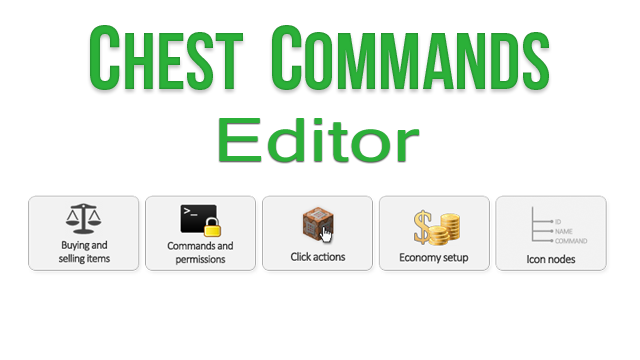 CHEST COMMANDS
Editor
>_
Buying and
selling items
Commands and
permissions
Click actions
$
Economy setup
ID
NAME
COMMAND
Icon nodes